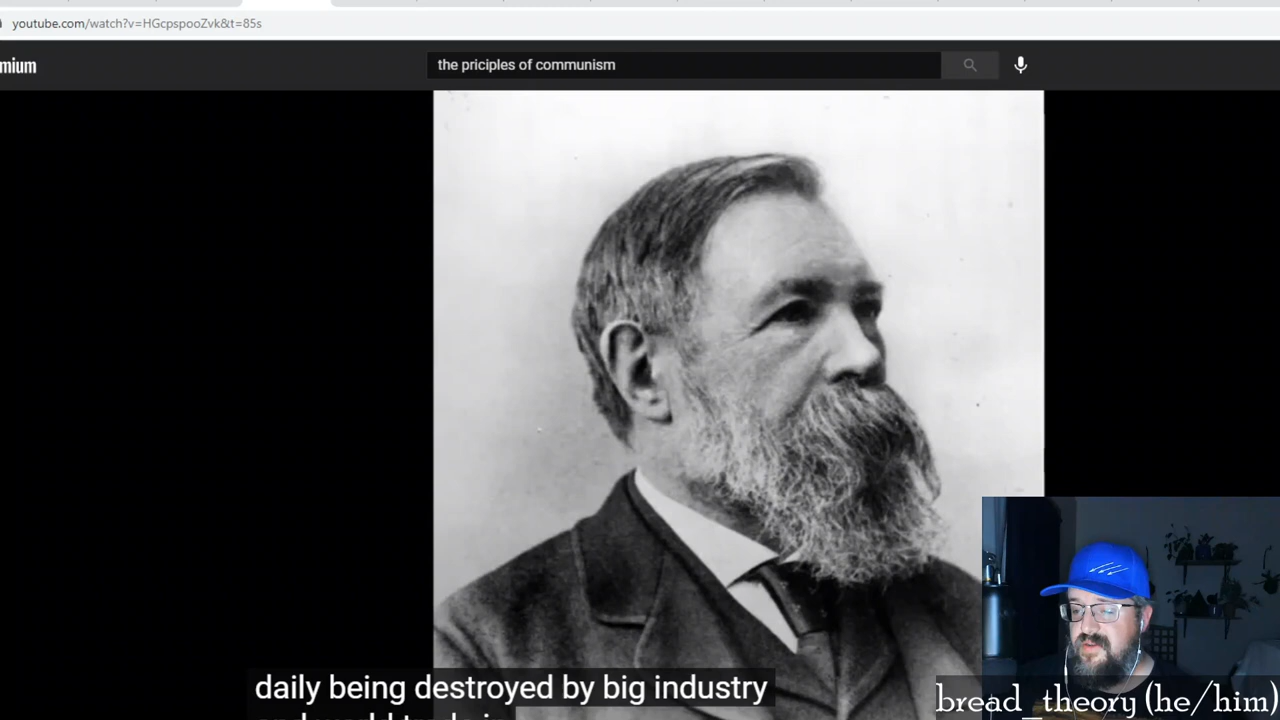 youtube.com/watch?v=HGcpspooZvk&t=85s
mium
the priciples of communism
daily being destroyed by big industry
bread_theory (he/him)